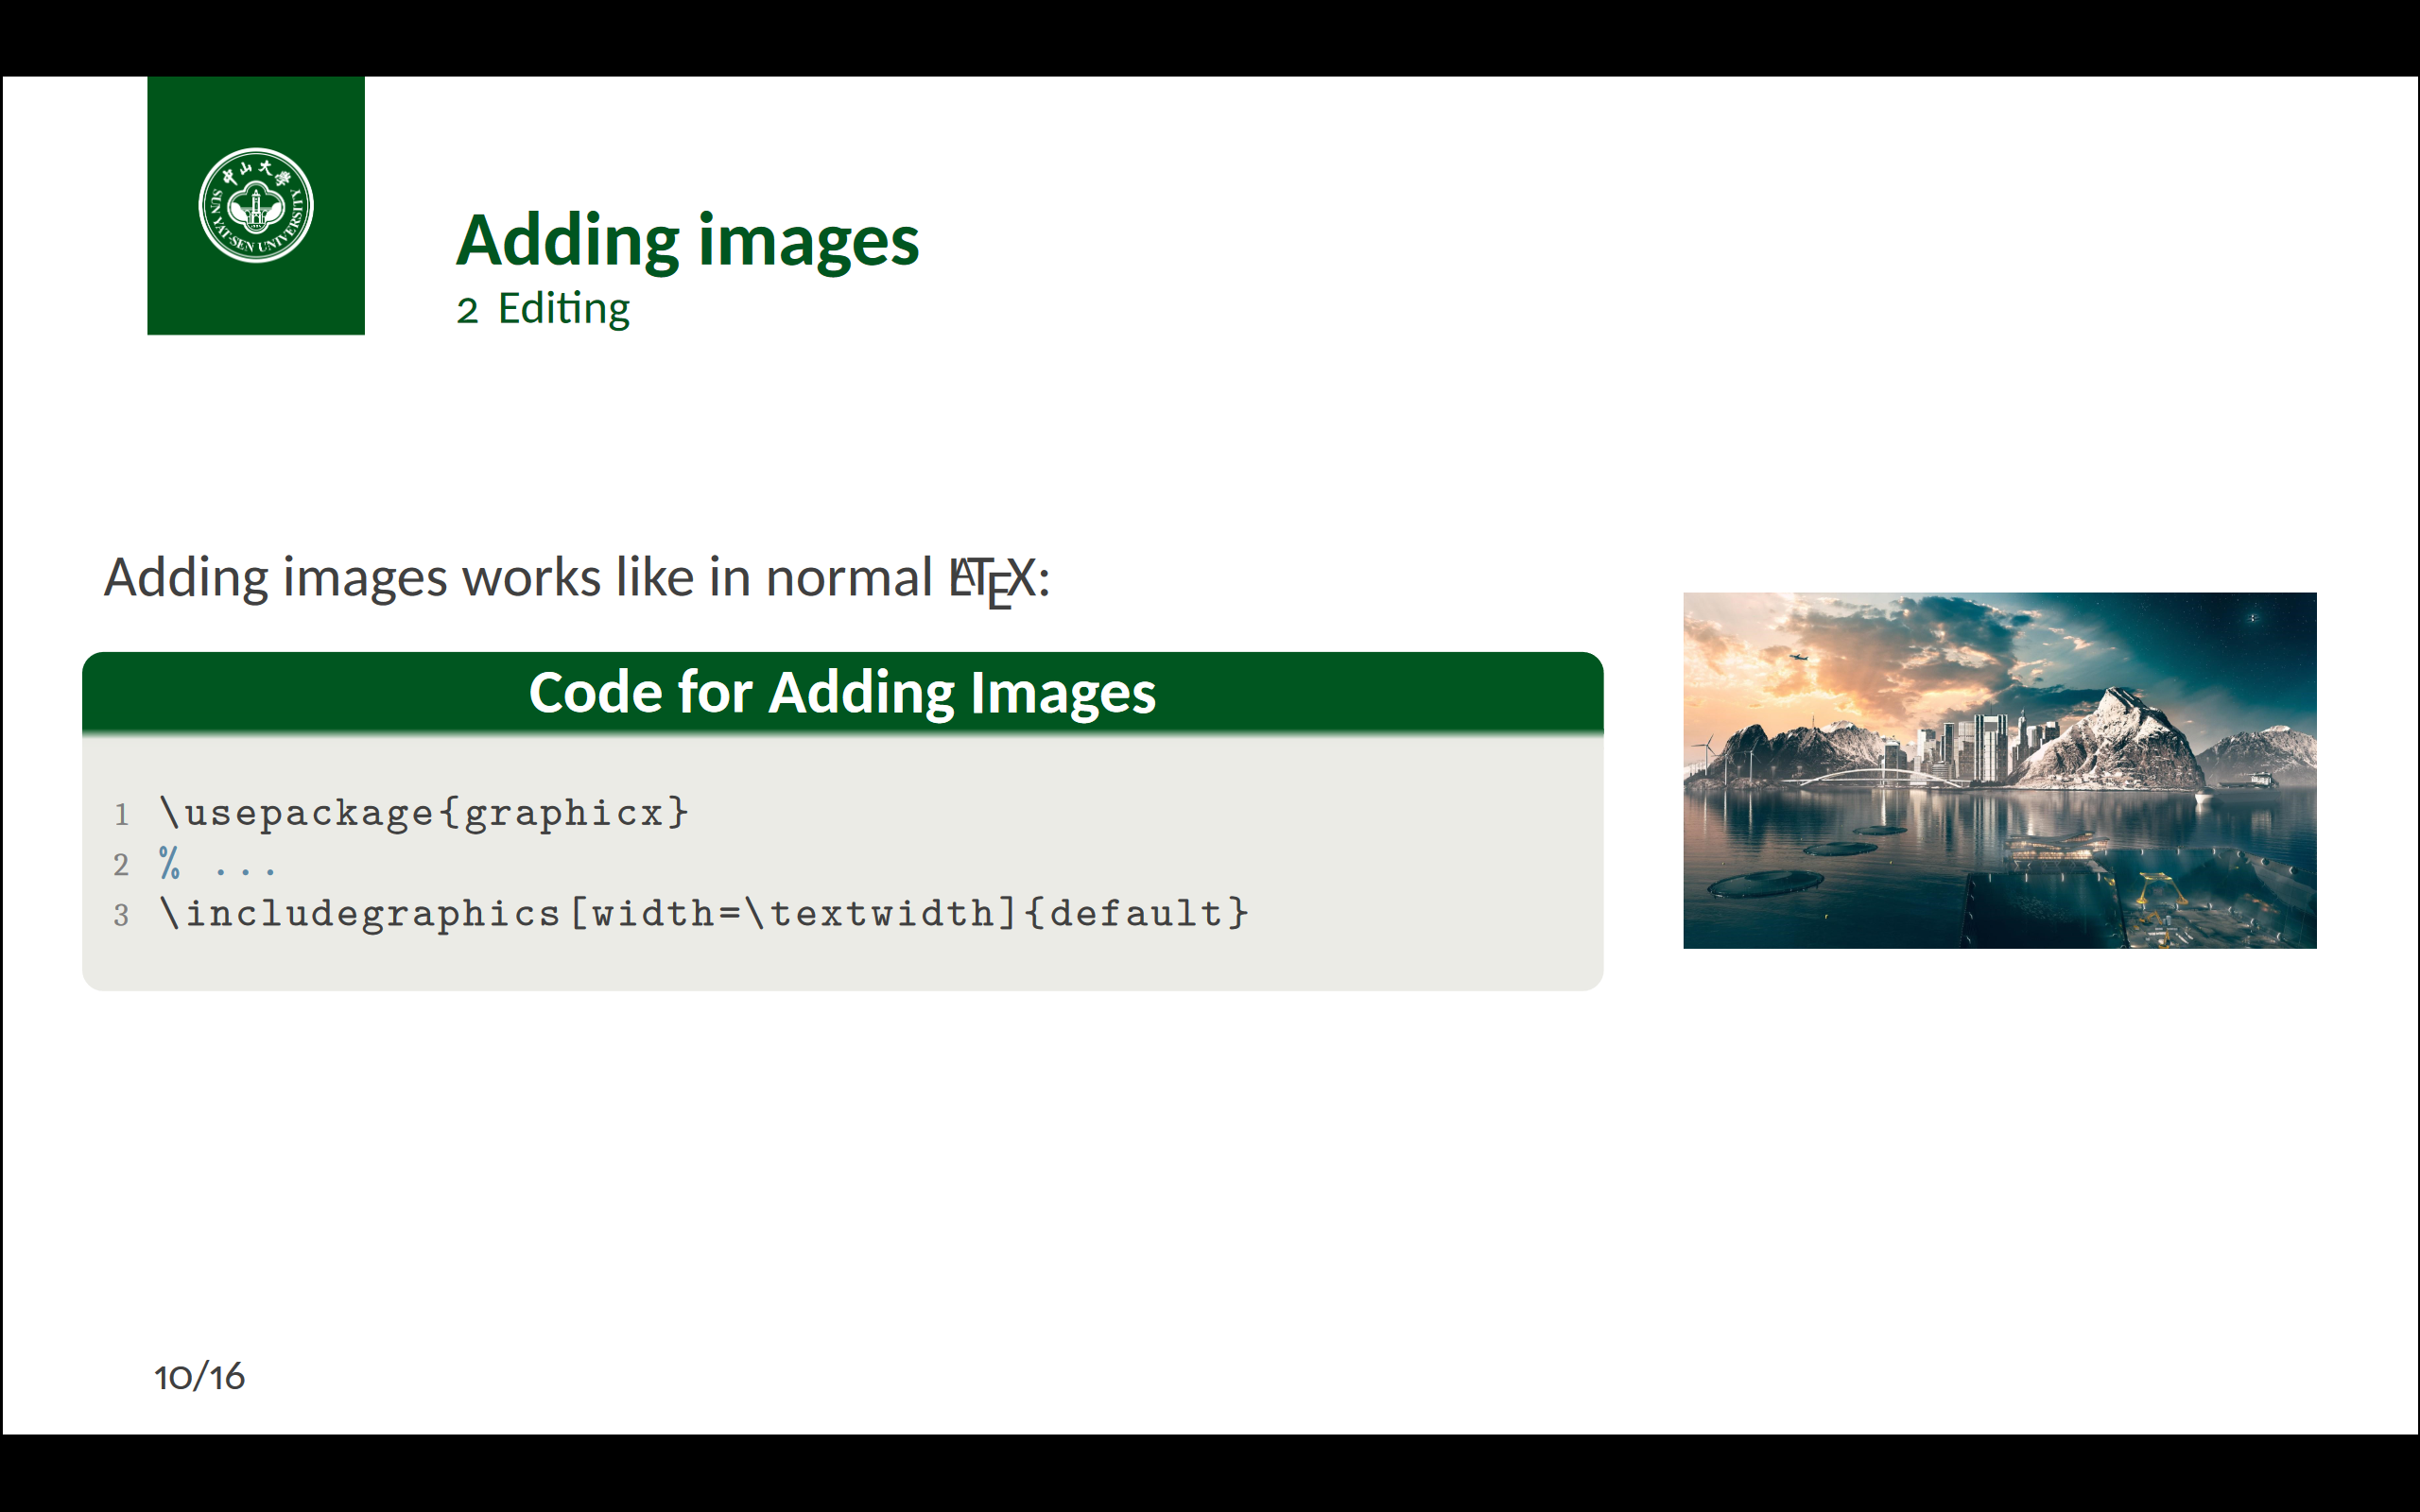 中山大學
SUN YAT-SEN UNIVERSITY
Adding images
2 Editing
Adding images works like in normal LATEX:
Code for Adding Images
1 \usepackage{graphicx}
2 % ...
3 \includegraphics[width=\textwidth]{default}
10/16